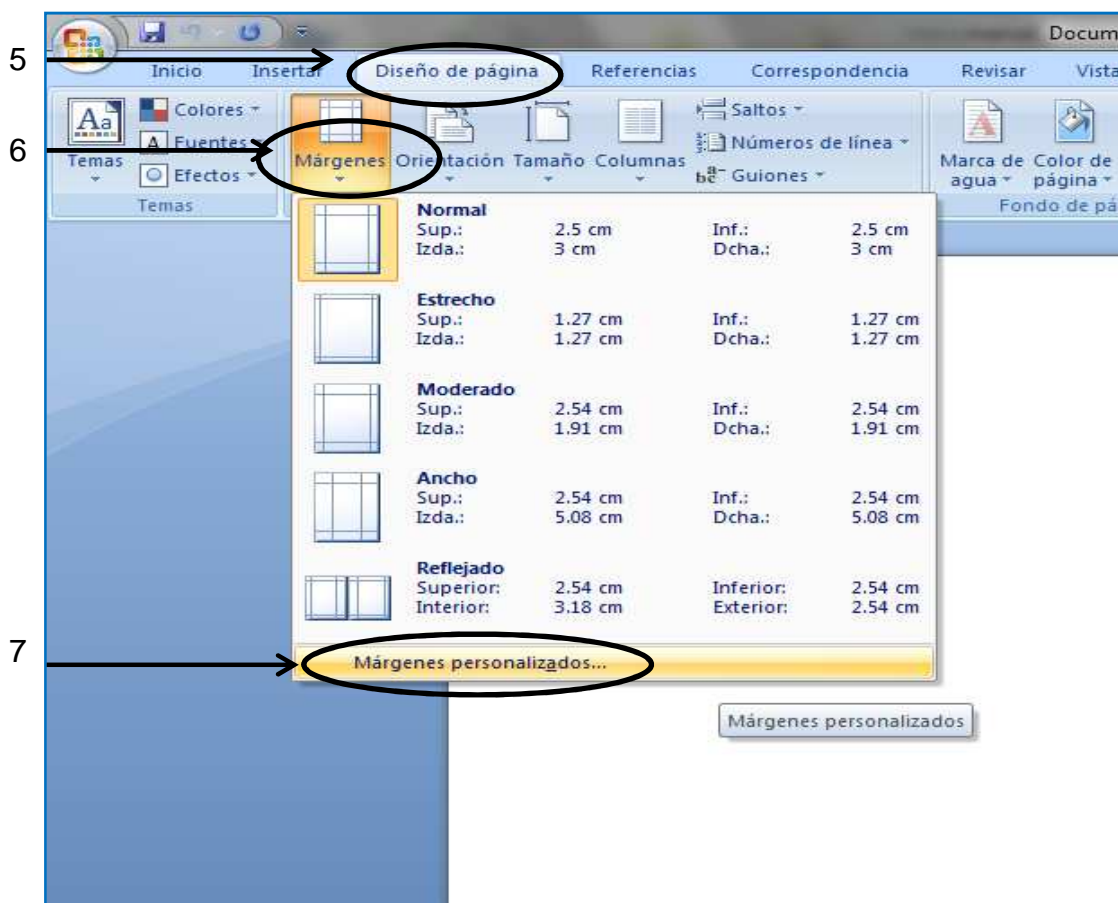 Docum
5
Inicio Insertar Diseño de página Referencias Correspondencia Revisar Vista
Aa Colores Saltos
A Fuentes Números de línea
6
Temas Márgenes Orientación Tamaño Columnas Marca de Color de
Efectos Guiones agua página
Temas Fondo de pá
Normal
Sup.: 2.5 cm Inf.: 2.5 cm
Izda.: 3 cm Dcha.: 3 cm
Estrecho
Sup.: 1.27 cm Inf.: 1.27 cm
Izda.: 1.27 cm Dcha.: 1.27 cm
Moderado
Sup.: 2.54 cm Inf.: 2.54 cm
Izda.: 1.91 cm Dcha.: 1.91 cm
Ancho
Sup.: 2.54 cm Inf.: 2.54 cm
Izda.: 5.08 cm Dcha.: 5.08 cm
Reflejado
Superior: 2.54 cm Inferior: 2.54 cm
Interior: 3.18 cm Exterior: 2.54 cm
7
Márgenes personalizados...
Márgenes personalizados